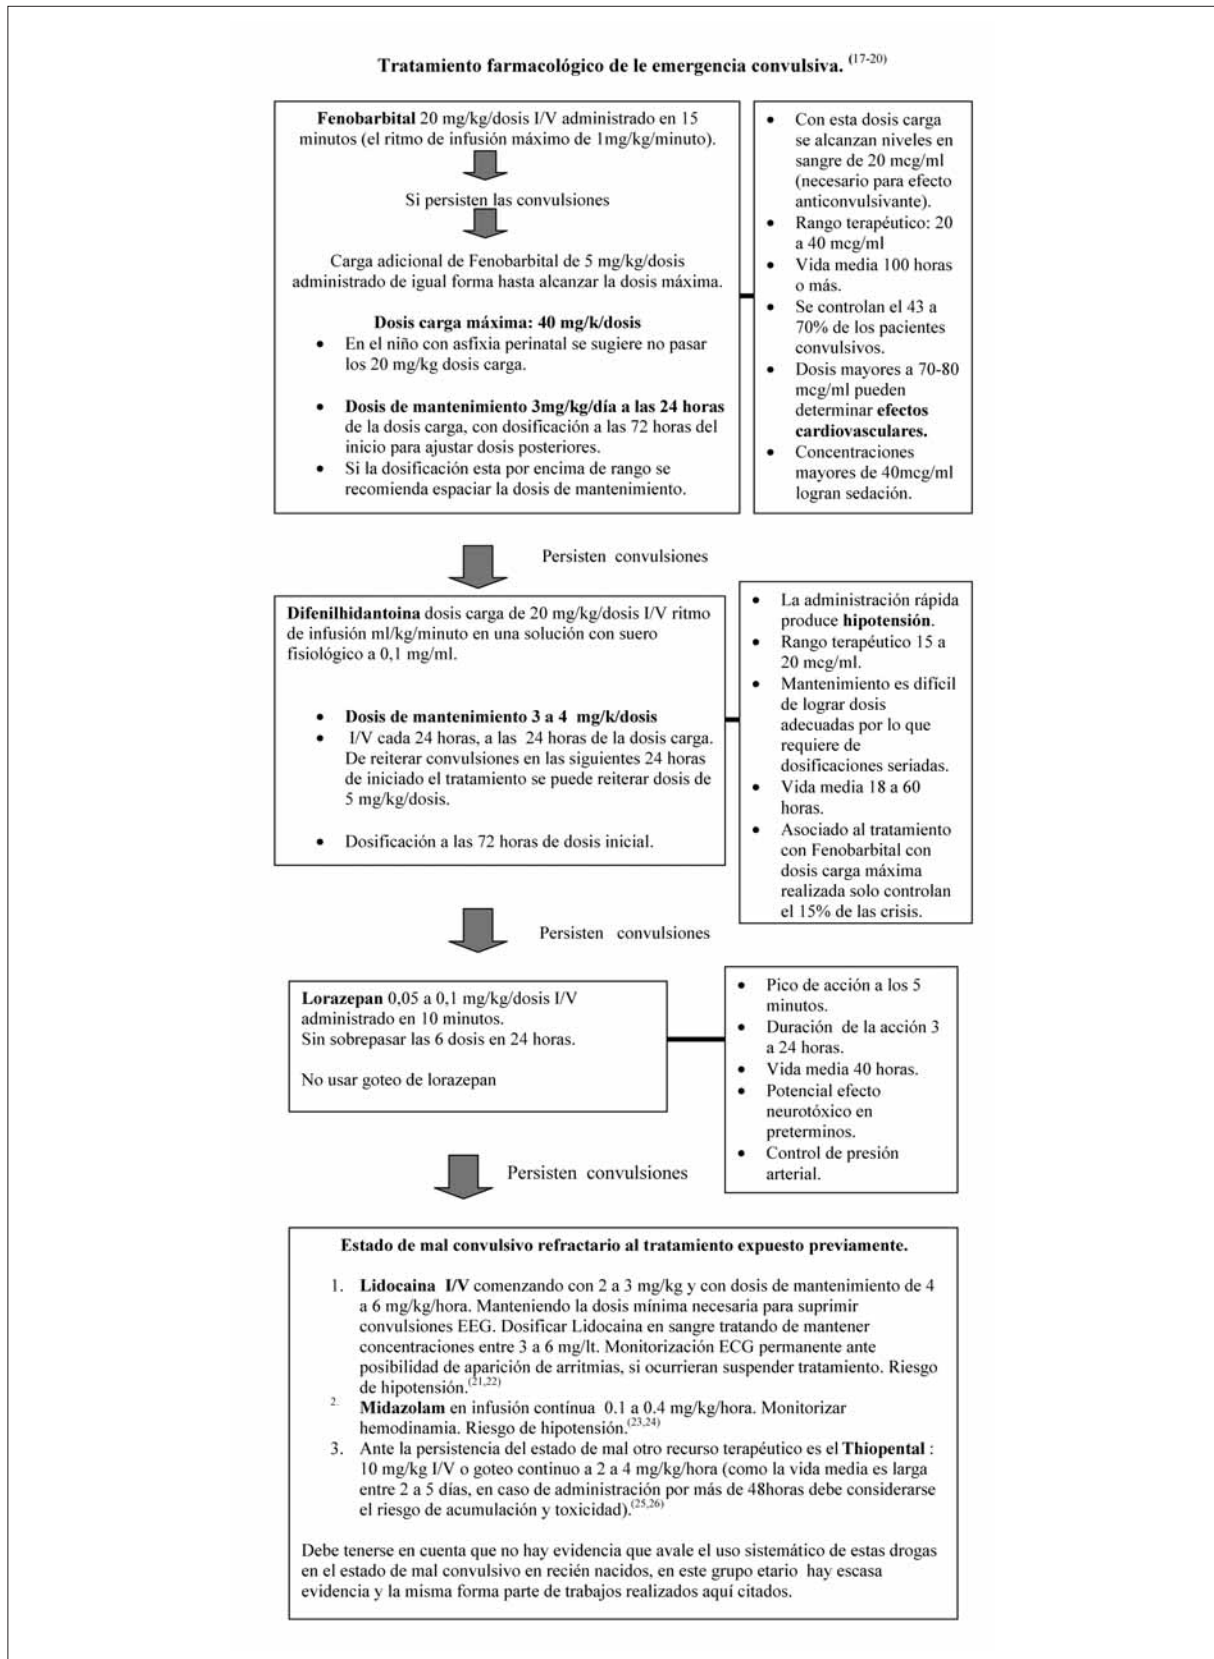 Tratamiento farmacológico de le emergencia convulsiva. (17-20)
Fenobarbital 20 mg/kg/dosis I/V administrado en 15
minutos (el ritmo de infusión máximo de 1mg/kg/minuto).
Si persisten las convulsiones
Carga adicional de Fenobarbital de 5 mg/kg/dosis
administrado de igual forma hasta alcanzar la dosis máxima.
Dosis carga máxima: 40 mg/k/dosis
• En el niño con asfixia perinatal se sugiere no pasar
los 20 mg/kg dosis carga.
• Dosis de mantenimiento 3mg/kg/día a las 24 horas
de la dosis carga, con dosificación a las 72 horas del
inicio para ajustar dosis posteriores.
• Si la dosificación esta por encima de rango se
recomienda espaciar la dosis de mantenimiento.
• Con esta dosis carga
se alcanzan niveles en
sangre de 20 mcg/ml
(necesario para efecto
anticonvulsivante).
• Rango terapéutico: 20
a 40 mcg/ml
• Vida media 100 horas
o más.
• Se controlan el 43 a
70% de los pacientes
convulsivos.
• Dosis mayores a 70-80
mcg/ml pueden
determinar efectos
cardiovasculares.
• Concentraciones
mayores de 40mcg/ml
logran sedación.
Persisten convulsiones
Difenilhidantoina dosis carga de 20 mg/kg/dosis I/V ritmo
de infusión ml/kg/minuto en una solución con suero
fisiológico a 0,1 mg/ml.
• Dosis de mantenimiento 3 a 4 mg/k/dosis
• I/V cada 24 horas, a las 24 horas de la dosis carga.
De reiterar convulsiones en las siguientes 24 horas
de iniciado el tratamiento se puede reiterar dosis de
5 mg/kg/dosis.
• Dosificación a las 72 horas de dosis inicial.
• La administración rápida
produce hipotensión.
• Rango terapéutico 15 a
20 mcg/ml.
• Mantenimiento es difícil
de lograr dosis
adecuadas por lo que
requiere de
dosificaciones seriadas.
• Vida media 18 a 60
horas.
• Asociado al tratamiento
con Fenobarbital con
dosis carga máxima
realizada solo controlan
el 15% de las crisis.
Persisten convulsiones
Lorazepan 0,05 a 0,1 mg/kg/dosis I/V
administrado en 10 minutos.
Sin sobrepasar las 6 dosis en 24 horas.
No usar goteo de lorazepan
• Pico de acción a los 5
minutos.
• Duración de la acción 3
a 24 horas.
• Vida media 40 horas.
• Potencial efecto
neurotóxico en
preterminos.
• Control de presión
arterial.
Persisten convulsiones
Estado de mal convulsivo refractario al tratamiento expuesto previamente.
1. Lidocaina I/V comenzando con 2 a 3 mg/kg y con dosis de mantenimiento de 4
a 6 mg/kg/hora. Manteniendo la dosis mínima necesaria para suprimir
convulsiones EEG. Dosificar Lidocaina en sangre tratando de mantener
concentraciones entre 3 a 6 mg/lt. Monitorización ECG permanente ante
posibilidad de aparición de arritmias, si ocurrieran suspender tratamiento. Riesgo
de hipotensión.(21,22)
2. Midazolam en infusión contínua 0.1 a 0.4 mg/kg/hora. Monitorizar
hemodinamia. Riesgo de hipotensión.(23,24)
3. Ante la persistencia del estado de mal otro recurso terapéutico es el Thiopental :
10 mg/kg I/V o goteo continuo a 2 a 4 mg/kg/hora (como la vida media es larga
entre 2 a 5 días, en caso de administración por más de 48horas debe considerarse
el riesgo de acumulación y toxicidad).(25,26)
Debe tenerse en cuenta que no hay evidencia que avale el uso sistemático de estas drogas
en el estado de mal convulsivo en recién nacidos, en este grupo etario hay escasa
evidencia y la misma forma parte de trabajos realizados aquí citados.